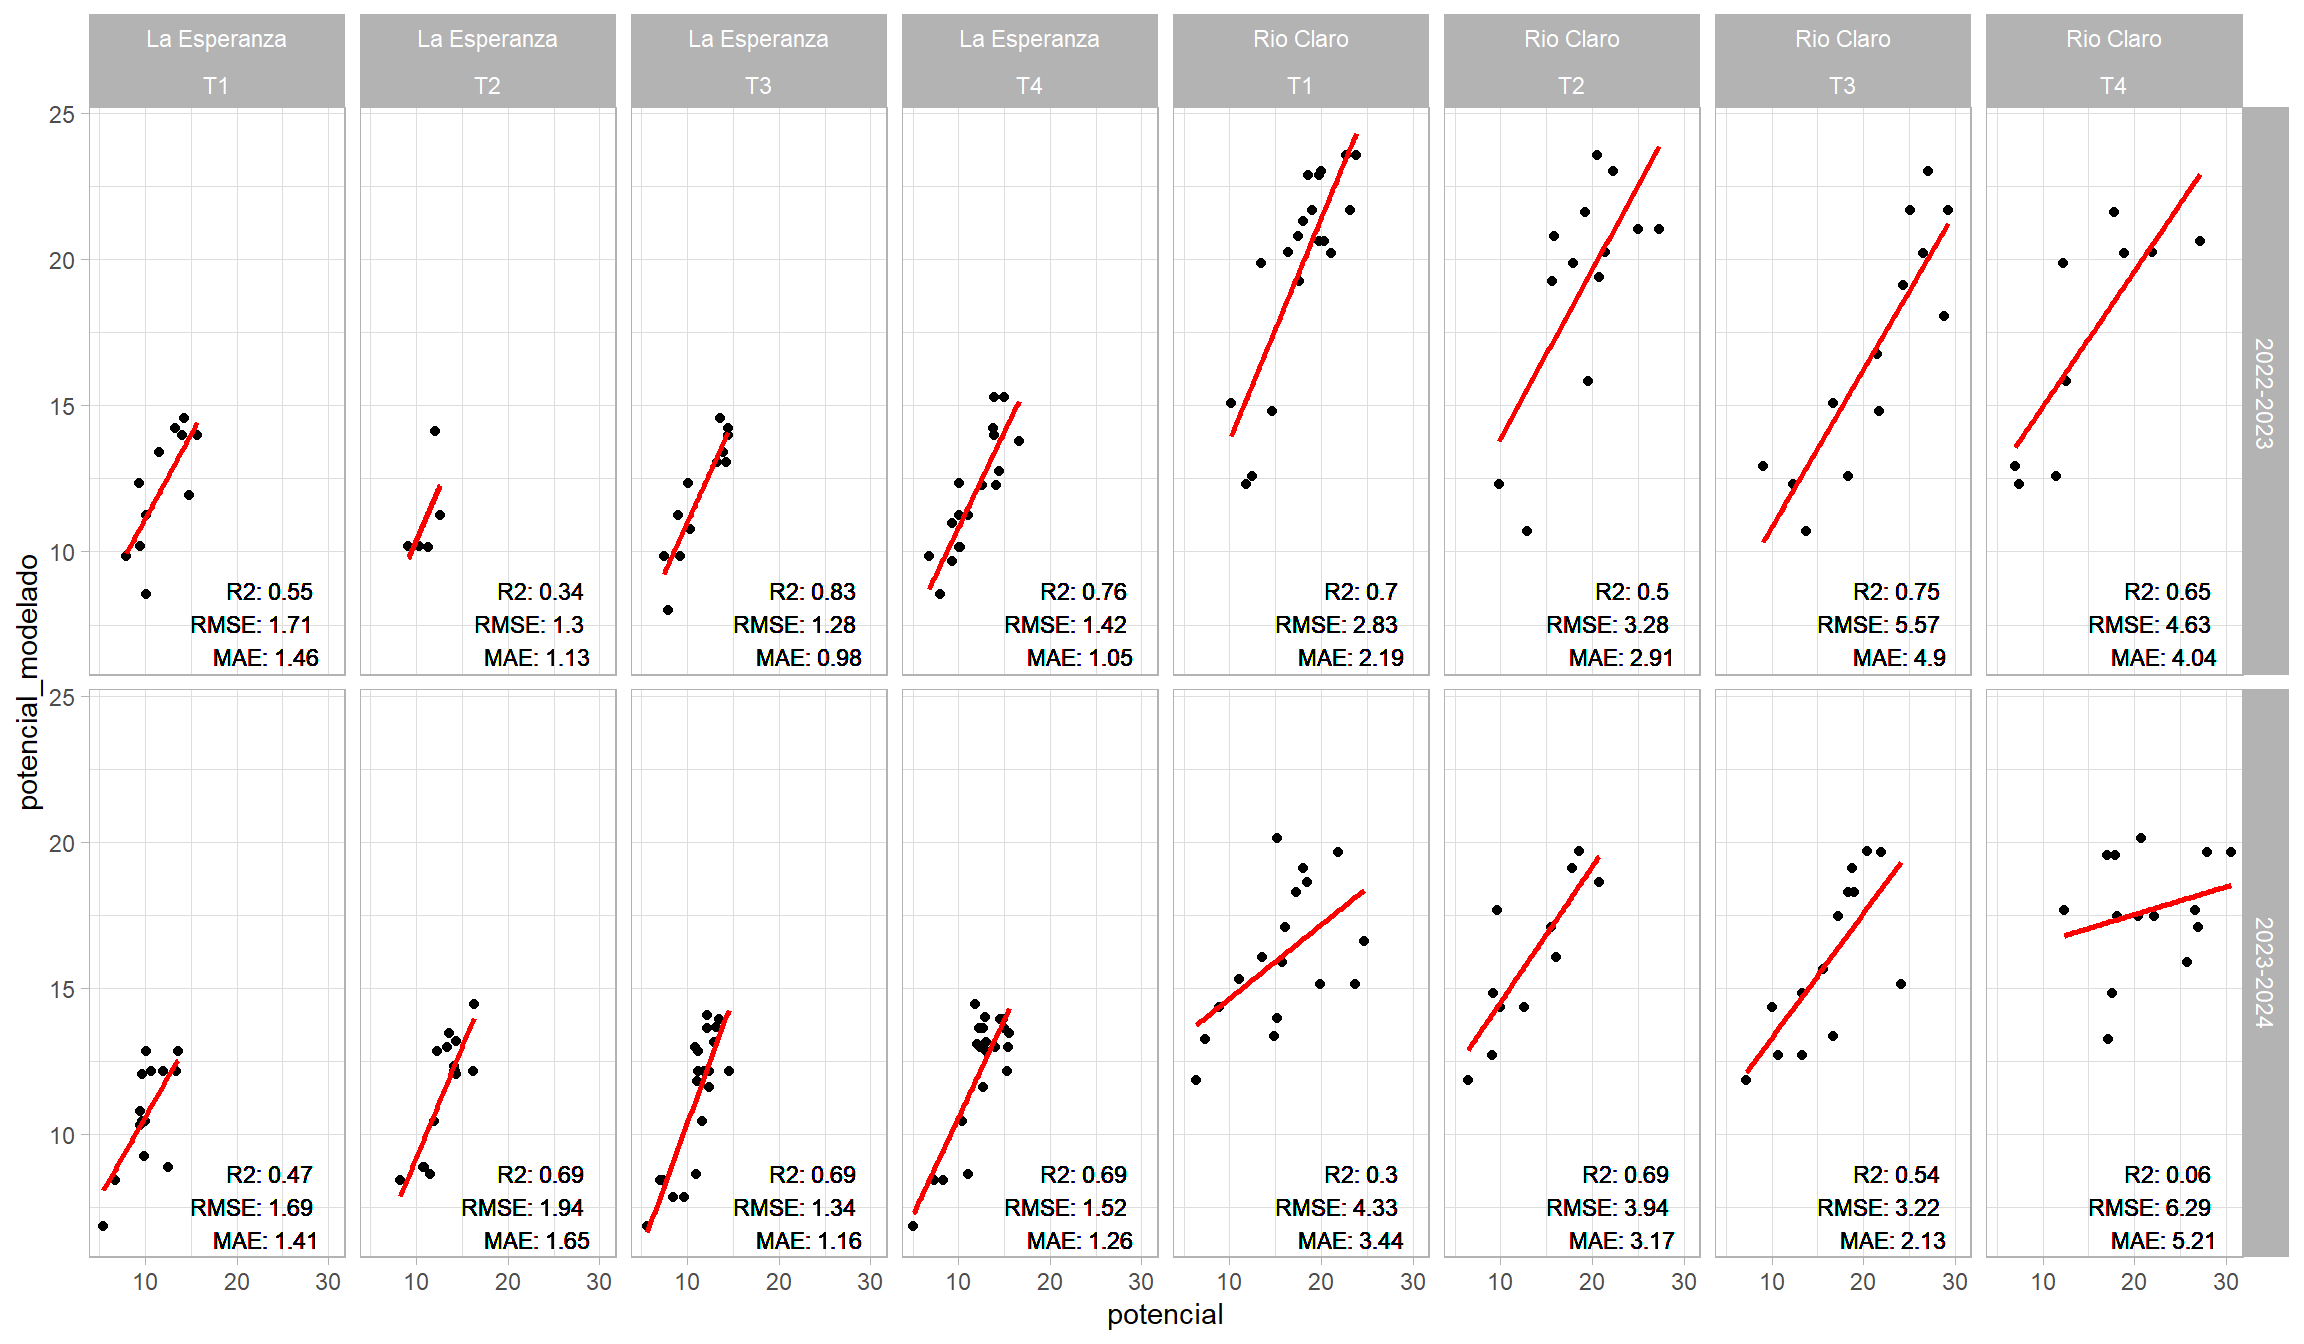 La Esperanza La Esperanza La Esperanza La Esperanza Rio Claro Rio Claro Rio Claro Rio Claro
T1 T2 T3 T4 T1 T2 T3 T4
25
20
15
10
R2: 0.55 R2: 0.34 R2: 0.83 R2: 0.76 R2: 0.7 R2: 0.5 R2: 0.75 R2: 0.65
RMSE: 1.71 RMSE: 1.3 RMSE: 1.28 RMSE: 1.42 RMSE: 2.83 RMSE: 3.28 RMSE: 5.57 RMSE: 4.63
MAE: 1.46 MAE: 1.13 MAE: 0.98 MAE: 1.05 MAE: 2.19 MAE: 2.91 MAE: 4.9 MAE: 4.04
2022-2023
potencial_modelado
25
20
15
10
R2: 0.47 R2: 0.69 R2: 0.69 R2: 0.69 R2: 0.3 R2: 0.69 R2: 0.54 R2: 0.06
RMSE: 1.69 RMSE: 1.94 RMSE: 1.34 RMSE: 1.52 RMSE: 4.33 RMSE: 3.94 RMSE: 3.22 RMSE: 6.29
MAE: 1.41 MAE: 1.65 MAE: 1.16 MAE: 1.26 MAE: 3.44 MAE: 3.17 MAE: 2.13 MAE: 5.21
2023-2024
10 20 30 10 20 30 10 20 30 10 20 30 10 20 30 10 20 30 10 20 30 10 20 30
potencial